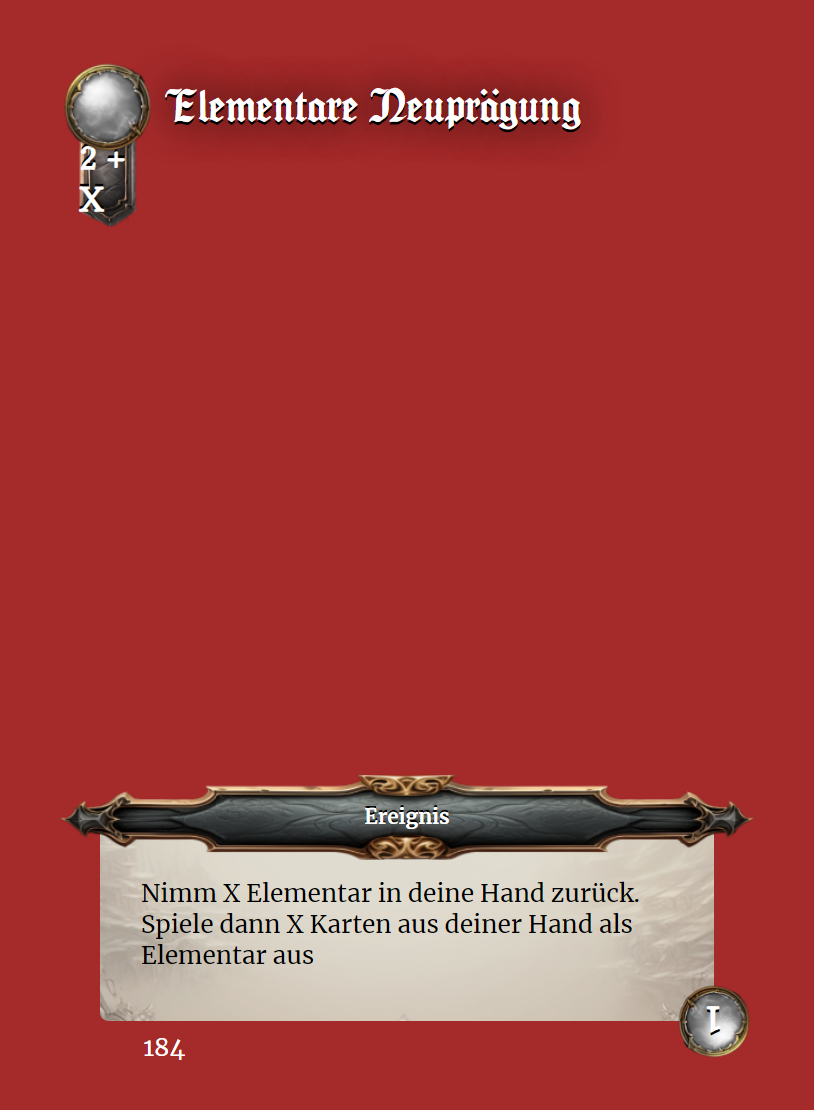 Elementare Neuprägung
2 +
X
Ereignis
Nimm X Elementar in deine Hand zurück.
Spiele dann X Karten aus deiner Hand als
Elementar aus
1
184